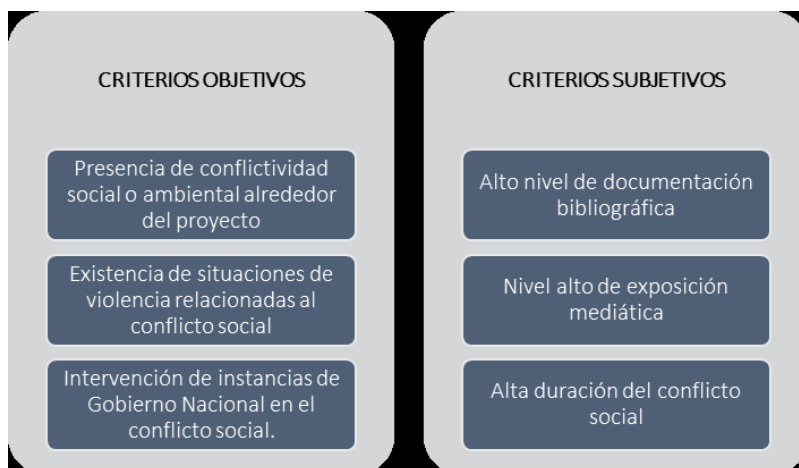 CRITERIOS OBJETIVOS
Presencia de conflictividad
social o ambiental alrededor
del proyecto
Existencia de situaciones de
violencia relacionadas al
conflicto social
Intervención de instancias de
Gobierno Nacional en el
conflicto social.
CRITERIOS SUBJETIVOS
Alto nivel de documentación
bibliográfica
Nivel alto de exposición
mediática
Alta duración del conflicto
social